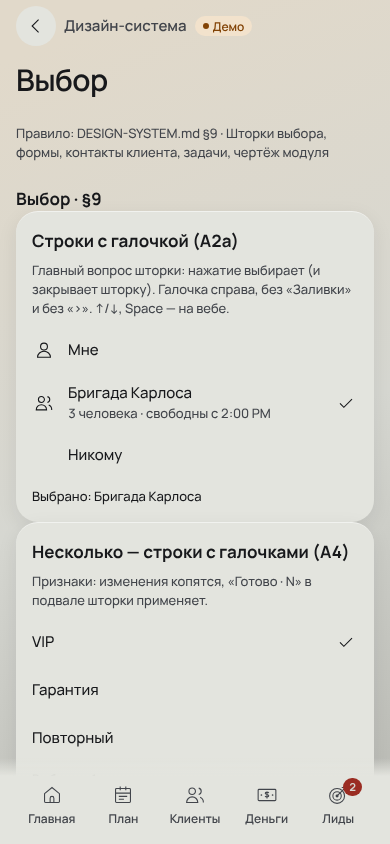 Дизайн-система
Демо
Выбор
Правило: DESIGN-SYSTEM.md §9 · Шторки выбора,
формы, контакты клиента, задачи, чертёж модуля
Выбор · §9
Строки с галочкой (A2a)
Главный вопрос шторки: нажатие выбирает (и
закрывает шторку). Галочка справа, без «Заливки»
и без «›». ↑/↓, Space — на вебе.
Мне
Бригада Карлоса
3 человека · свободны с 2:00 PM
Никому
Выбрано: Бригада Карлоса
Несколько — строки с галочками (A4)
Признаки: изменения копятся, «Готово · N» в
подвале шторки применяет.
VIP
Гарантия
Повторный
2
Главная
План
Клиенты
Деньги
Лиды